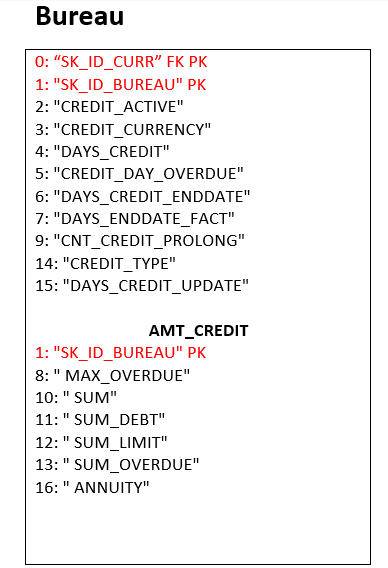 Bureau
0: “SK_ID_CURR” FK PK
1: "SK_ID_BUREAU" PK
2: "CREDIT_ACTIVE"
3: "CREDIT_CURRENCY"
4: "DAYS_CREDIT"
5: "CREDIT_DAY_OVERDUE"
6: "DAYS_CREDIT_ENDDATE"
7: "DAYS_ENDDATE_FACT"
9: "CNT_CREDIT_PROLONG"
14: "CREDIT_TYPE"
15: "DAYS_CREDIT_UPDATE"
AMT_CREDIT
1: "SK_ID_BUREAU" PK
8: " MAX_OVERDUE"
10: " SUM"
11: " SUM_DEBT"
12: " SUM_LIMIT"
13: " SUM_OVERDUE"
16: " ANNUITY"